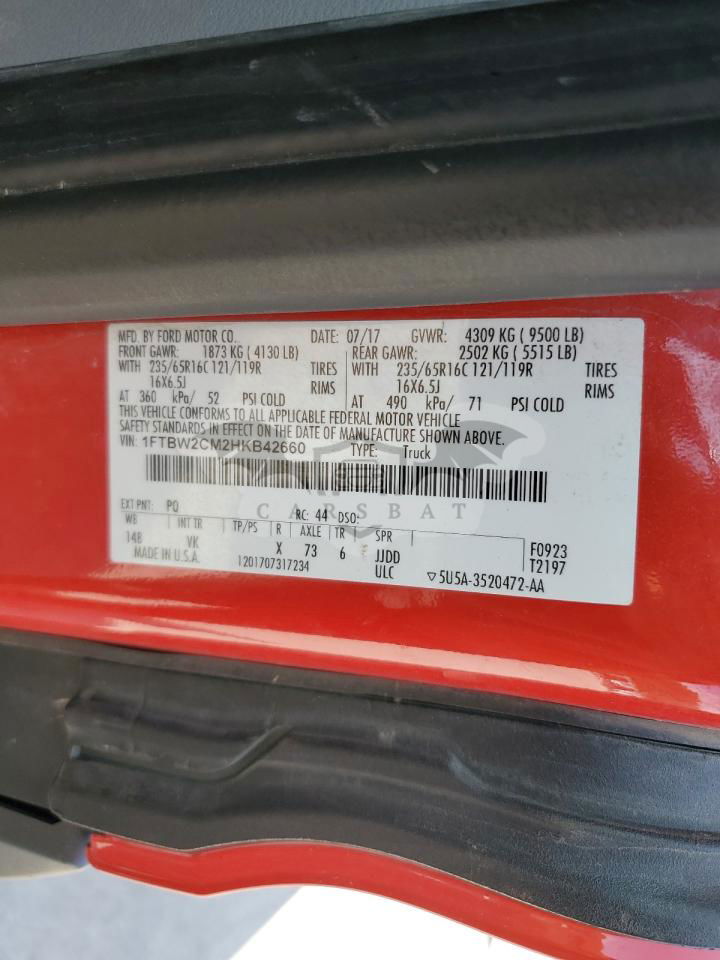 MFD. BY FORD MOTOR CO. DATE: 07/17 GVWR: 4309 KG ( 9500 LB)
FRONT GAWR: 1873 KG ( 4130 LB) REAR GAWR: 2502 KG ( 5515 LB)
WITH 235/65R16C 121/119R TIRES WITH 235/65R16C 121/119R TIRES
16X6.5J RIMS 16X6.5J RIMS
AT 360 kPa/ 52 PSI COLD AT 490 kPa/ 71 PSI COLD
THIS VEHICLE CONFORMS TO ALL APPLICABLE FEDERAL MOTOR VEHICLE
SAFETY STANDARDS IN EFFECT ON THE DATE OF MANUFACTURE SHOWN ABOVE.
VIN: 1FTBW2CM2HKB42660 TYPE: Truck
CARSBAT
EXT PNT: PQ RC: 44 DSO:
WB INT TR TP/PS R AXLE TR SPR F0923
148 VK X 73 6 JJDD T2197
MADE IN U.S.A. 1201707317234 ULC ▽5U5A-3520472-AA